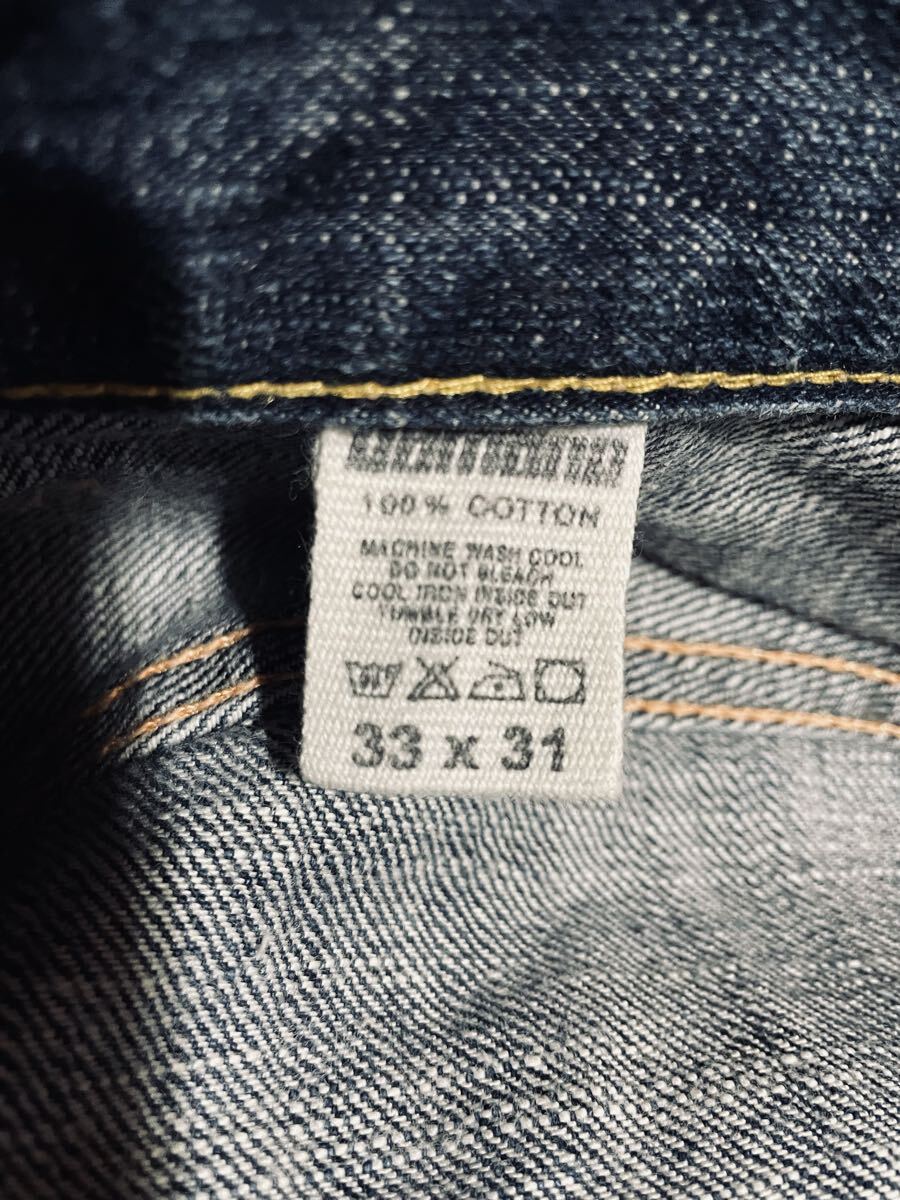 100% COTTON
MACHINE WASH COOL
DO NOT BLEACH
COOL IRON INSIDE OUT
TUMBLE DRY LOW
INSIDE OUT
33 x 31